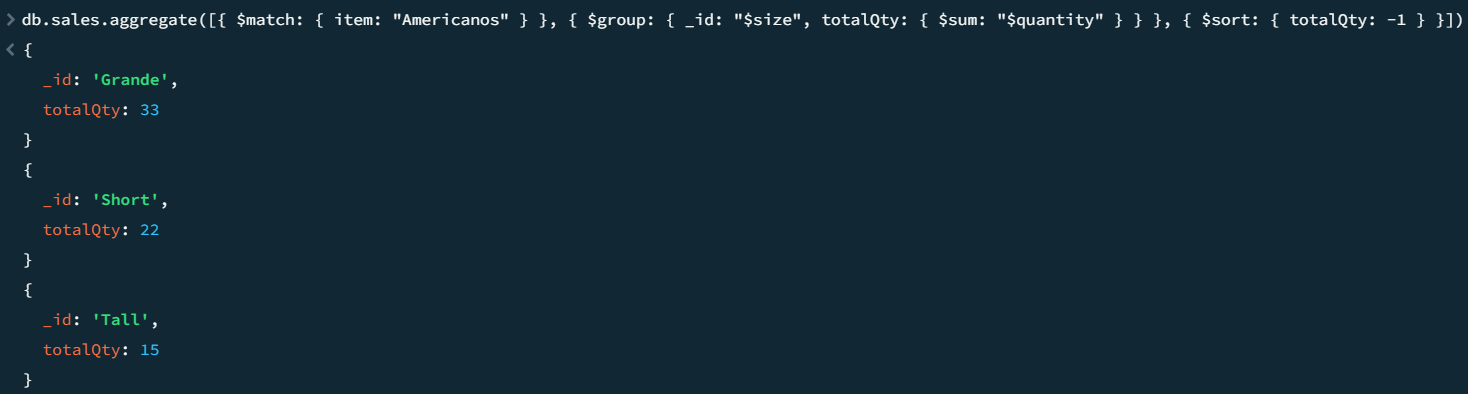 > db.sales.aggregate([{ $match: { item: "Americanos" } }, { $group: { _id: "$size", totalQty: { $sum: "$quantity" } } }, { $sort: { totalQty: -1 } }])
< {
_id: 'Grande',
totalQty: 33
}
{
_id: 'Short',
totalQty: 22
}
{
_id: 'Tall',
totalQty: 15
}